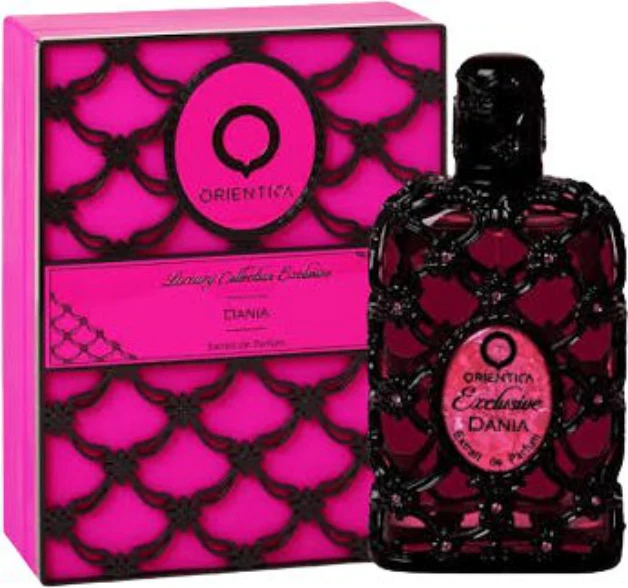 ORIENTICA
Luxury Collection Exclusive
DANIA
Extrait de Parfum
ORIENTICA
Exclusive
DANIA
Extrait de Parfum